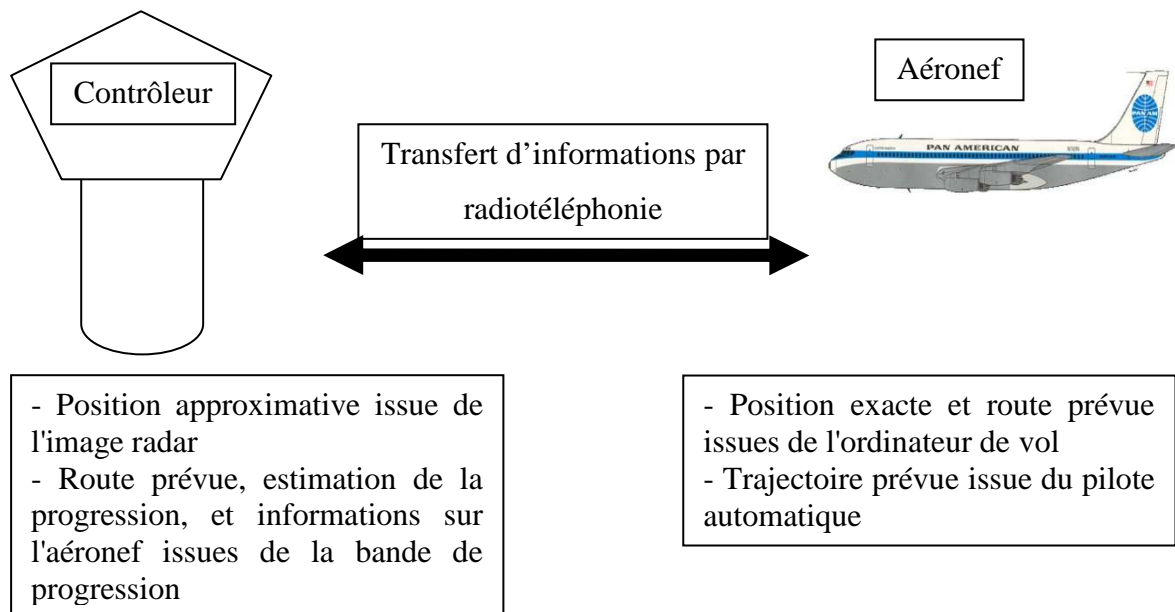 Contrôleur
Aéronef
Transfert d’informations par
radiotéléphonie
PAN AMERICAN
PAN AM
- Position approximative issue de
l'image radar
- Route prévue, estimation de la
progression, et informations sur
l'aéronef issues de la bande de
progression
- Position exacte et route prévue
issues de l'ordinateur de vol
- Trajectoire prévue issue du pilote
automatique